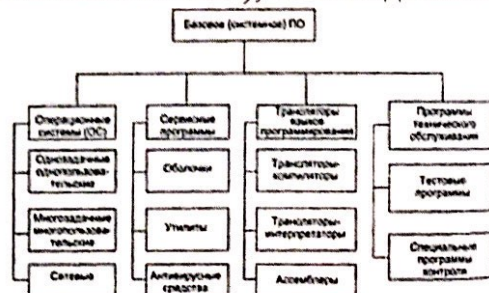 Базовое (системное) ПО
Операционные
системы (ОС)
Однозадачные
однопользова-
тельские
Многозадачные
многопользова-
тельские
Сетевые
Сервисные
программы
Оболочки
Утилиты
Антивирусные
средства
Трансляторы
языков
программирования
Трансляторы-
компиляторы
Трансляторы-
интерпретаторы
Ассемблеры
Программы
технического
обслуживания
Тестовые
программы
Специальные
программы
контроля